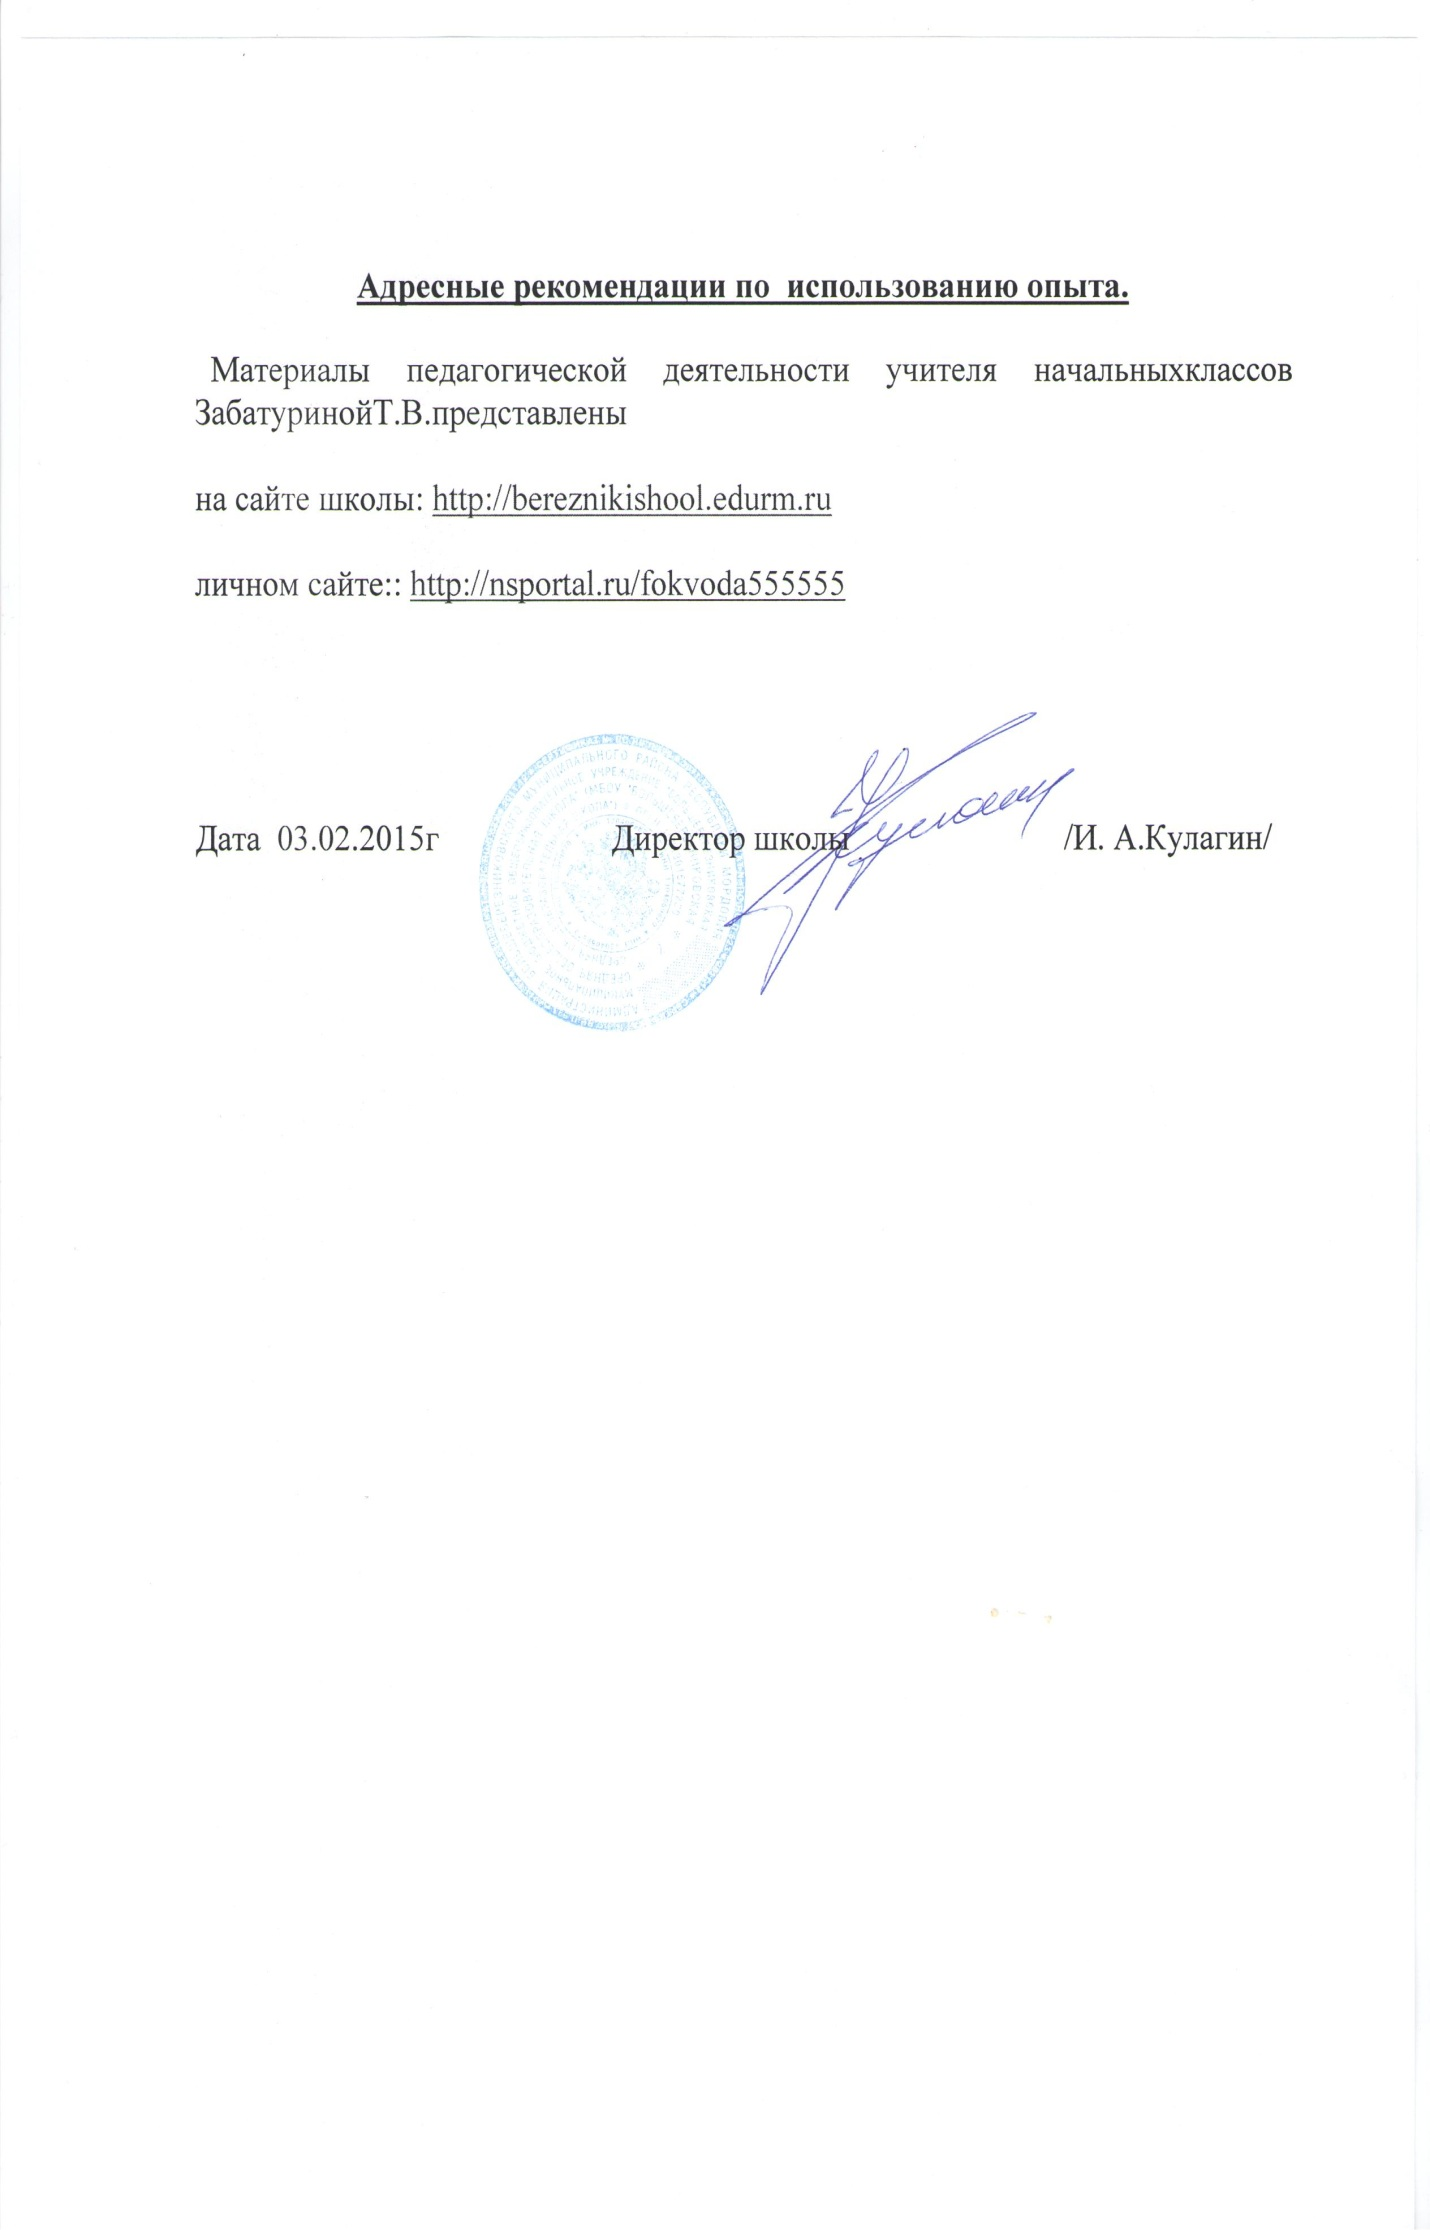 Адресные рекомендации по  использованию опыта.
Материалы педагогической деятельности учителя начальныхклассов
ЗабатуринойТ.В.представлены
на сайте школы: http://bereznikishool.edurm.ru
личном сайте:: http://nsportal.ru/fokvoda555555
Дата  03.02.2015г Директор школы /И. А.Кулагин/